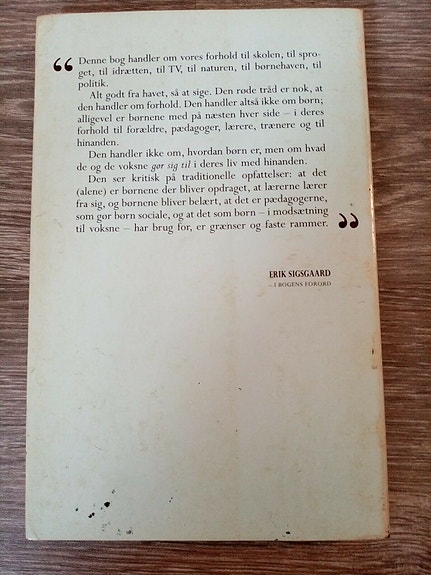 “ Denne bog handler om vores forhold til skolen, til spro-
get, til idrætten, til TV, til naturen, til børnehaven, til
politik.
Alt godt fra havet, så at sige. Den røde tråd er nok, at
den handler om forhold. Den handler altså ikke om børn;
alligevel er børnene med på næsten hver side – i deres
forhold til forældre, pædagoger, lærere, trænere og til
hinanden.
Den handler ikke om, hvordan børn er, men om hvad
de og de voksne gør sig til i deres liv med hinanden.
Den ser kritisk på traditionelle opfattelser: at det
(alene) er børnene der bliver opdraget, at lærerne lærer
fra sig, og børnene bliver belært, at det er pædagogerne,
som gør børn sociale, og at det som børn – i modsætning
til voksne – har brug for, er grænser og faste rammer. ”
ERIK SIGSGAARD
– I BOGENS FORORD